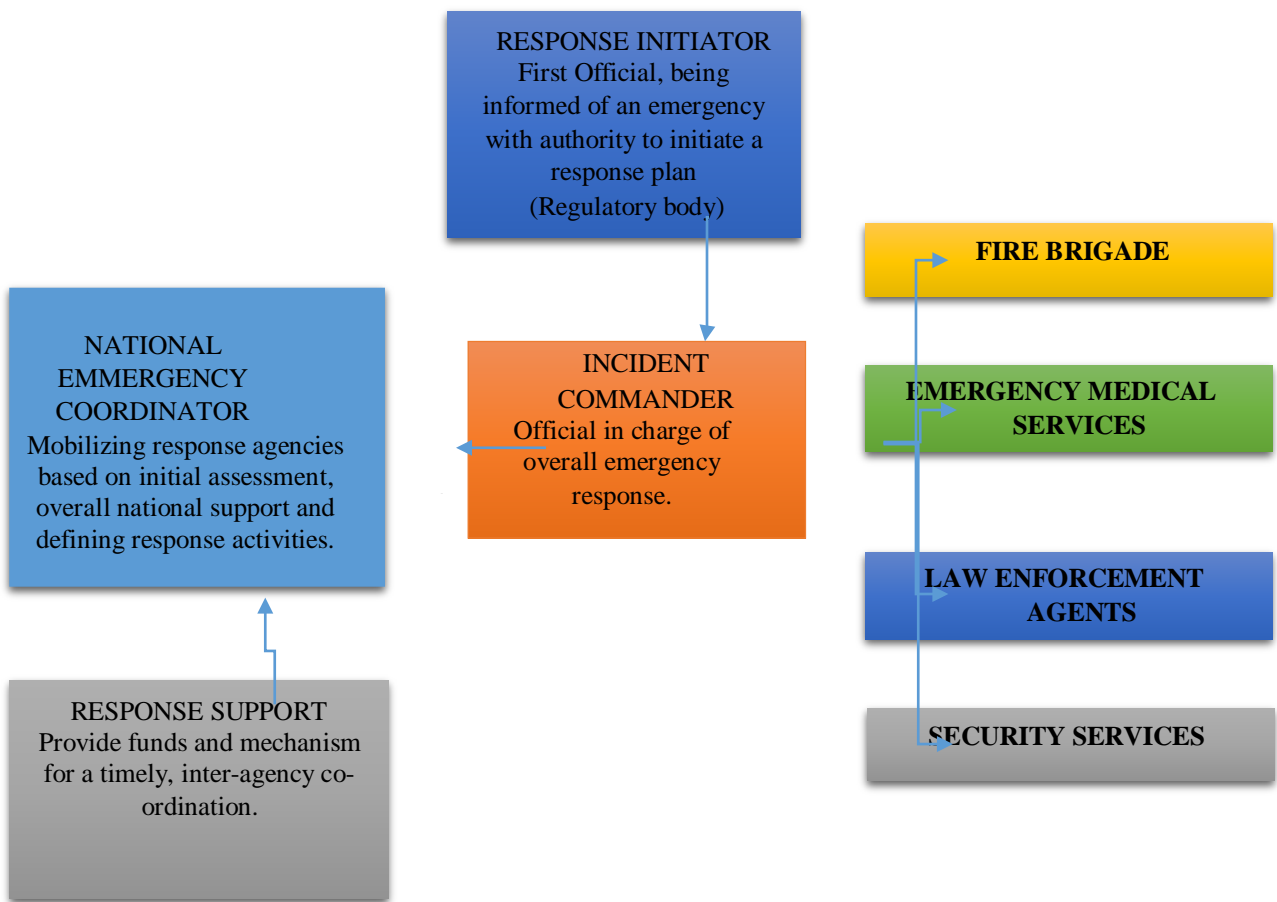 RESPONSE INITIATOR
First Official, being
informed of an emergency
with authority to initiate a
response plan
(Regulatory body)
FIRE BRIGADE
NATIONAL
EMMERGENCY
COORDINATOR
Mobilizing response agencies
based on initial assessment,
overall national support and
defining response activities.
INCIDENT
COMMANDER
Official in charge of
overall emergency
response.
EMERGENCY MEDICAL
SERVICES
LAW ENFORCEMENT
AGENTS
RESPONSE SUPPORT
Provide funds and mechanism
for a timely, inter-agency co-
ordination.
SECURITY SERVICES